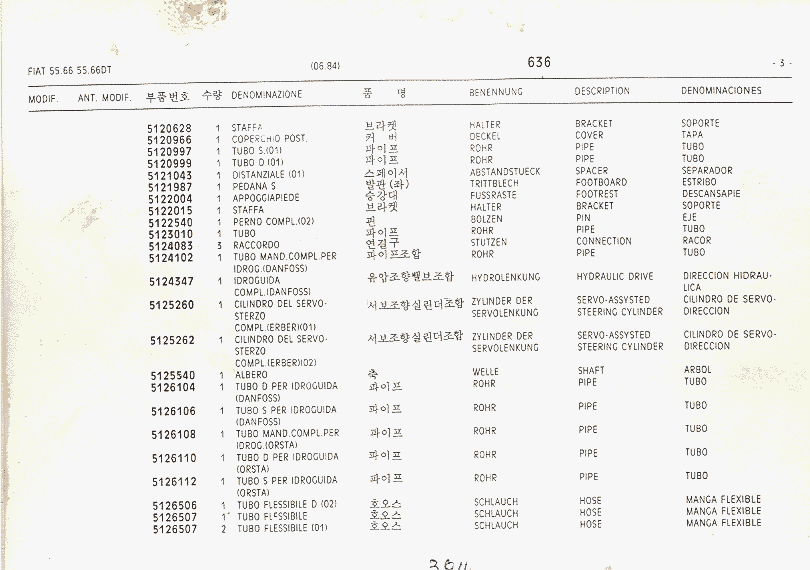 FIAT 55.66 55.66DT (06.84) 636 - 3 -
MODIF. ANT. MODIF. 부품번호 수량 DENOMINAZIONE 품 명 BENENNUNG DESCRIPTION DENOMINACIONES
5120628 1 STAFFA 브라켓 HALTER BRACKET SOPORTE
5120966 1 COPERCHIO POST. 커 버 DECKEL COVER TAPA
5120997 1 TUBO S.(01) 파이프 ROHR PIPE TUBO
5120999 1 TUBO D (01) 파이프 ROHR PIPE TUBO
5121043 1 DISTANZIALE (01) 스페이서 ABSTANDSTUECK SPACER SEPARADOR
5121987 1 PEDANA S 발판(좌) TRITTBLECH FOOTBOARD ESTRIBO
5122004 1 APPOGGIAPIEDE 승강대 FUSSRASTE FOOTREST DESCANSAPIE
5122015 1 STAFFA 브라켓 HALTER BRACKET SOPORTE
5122540 1 PERNO COMPL.(02) 핀 BOLZEN PIN EJE
5123010 1 TUBO 파이프 ROHR PIPE TUBO
5124083 3 RACCORDO 연결구 STUTZEN CONNECTION RACOR
5124102 1 TUBO MAND.COMPL.PER 파이프조합 ROHR PIPE TUBO
IDROG.(DANFOSS)
5124347 1 IDROGUIDA 유압조향밸브조합 HYDROLENKUNG HYDRAULIC DRIVE DIRECCION HIDRAU-
COMPL.(DANFOSS) LICA
5125260 1 CILINDRO DEL SERVO- 서보조향실린더조합 ZYLINDER DER SERVO-ASSYSTED CILINDRO DE SERVO-
STERZO SERVOLENKUNG STEERING CYLINDER DIRECCION
COMPL.(ERBER)(01)
5125262 1 CILINDRO DEL SERVO- 서보조향실린더조합 ZYLINDER DER SERVO-ASSYSTED CILINDRO DE SERVO-
STERZO SERVOLENKUNG STEERING CYLINDER DIRECCION
COMPL.(ERBER)(02)
5125540 1 ALBERO 축 WELLE SHAFT ARBOL
5126104 1 TUBO D PER IDROGUIDA 파이프 ROHR PIPE TUBO
(DANFOSS)
5126106 1 TUBO S PER IDROGUIDA 파이프 ROHR PIPE TUBO
(DANFOSS)
5126108 1 TUBO MAND.COMPL.PER 파이프 ROHR PIPE TUBO
IDROG.(ORSTA)
5126110 1 TUBO D PER IDROGUIDA 파이프 ROHR PIPE TUBO
(ORSTA)
5126112 1 TUBO S PER IDROGUIDA 파이프 ROHR PIPE TUBO
(ORSTA)
5126506 1 TUBO FLESSIBILE D (02) 호오스 SCHLAUCH HOSE MANGA FLEXIBLE
5126507 1 TUBO FLESSIBILE 호오스 SCHLAUCH HOSE MANGA FLEXIBLE
5126507 2 TUBO FLESSIBILE (01) 호오스 SCHLAUCH HOSE MANGA FLEXIBLE